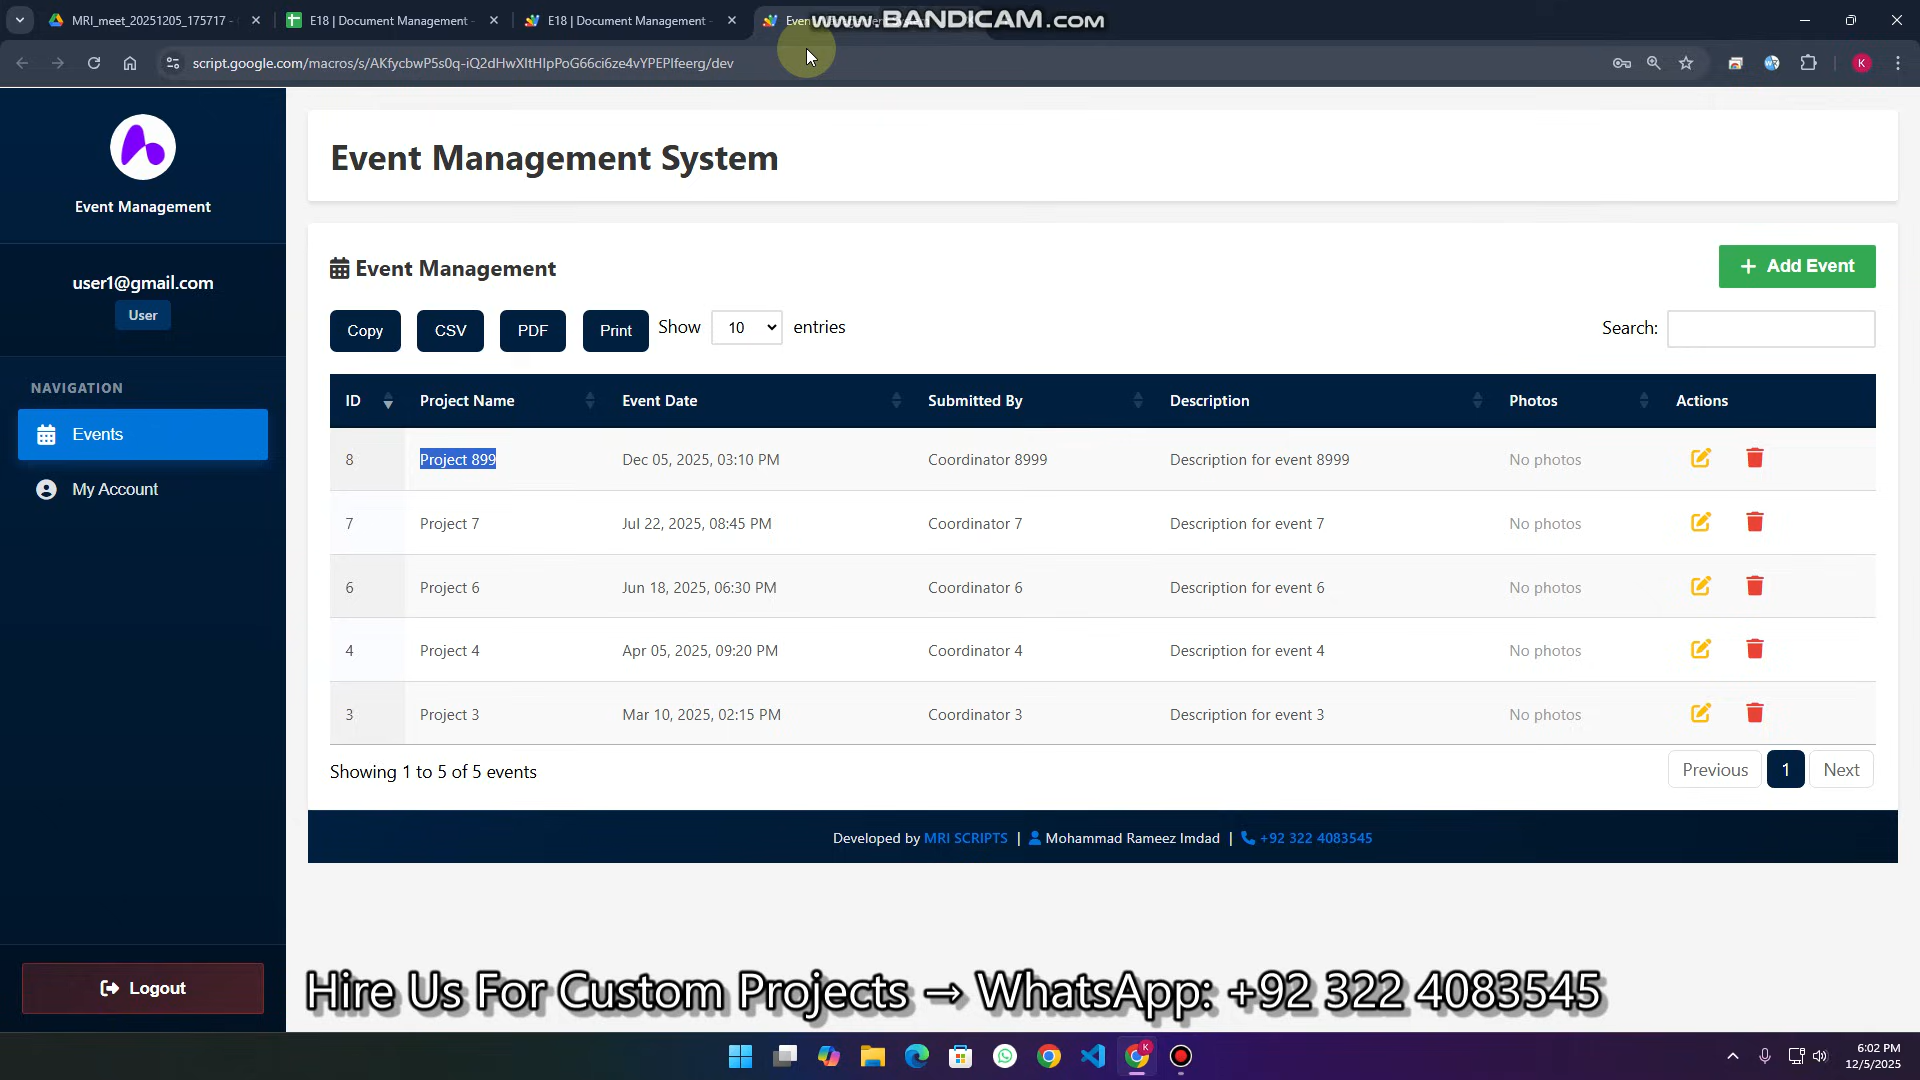 MRI_meet_20251205_175717 -
E18 | Document Management -
E18 | Document Management -
www.BANDICAM.com
script.google.com/macros/s/AKfycbwP5s0q-iQ2dHwXltHIpPoG66ci6ze4vYPEPIfeerg/dev
K
Event Management
user1@gmail.com
User
NAVIGATION
Events
My Account
Logout
Event Management System
Event Management
+ Add Event
Copy CSV PDF Print Show 10 entries Search:
ID Project Name Event Date Submitted By Description Photos Actions
8 Project 899 Dec 05, 2025, 03:10 PM Coordinator 8999 Description for event 8999 No photos
7 Project 7 Jul 22, 2025, 08:45 PM Coordinator 7 Description for event 7 No photos
6 Project 6 Jun 18, 2025, 06:30 PM Coordinator 6 Description for event 6 No photos
4 Project 4 Apr 05, 2025, 09:20 PM Coordinator 4 Description for event 4 No photos
3 Project 3 Mar 10, 2025, 02:15 PM Coordinator 3 Description for event 3 No photos
Showing 1 to 5 of 5 events Previous 1 Next
Developed by MRI SCRIPTS | Mohammad Rameez Imdad | +92 322 4083545
Hire Us For Custom Projects → WhatsApp: +92 322 4083545
K
6:02 PM
12/5/2025